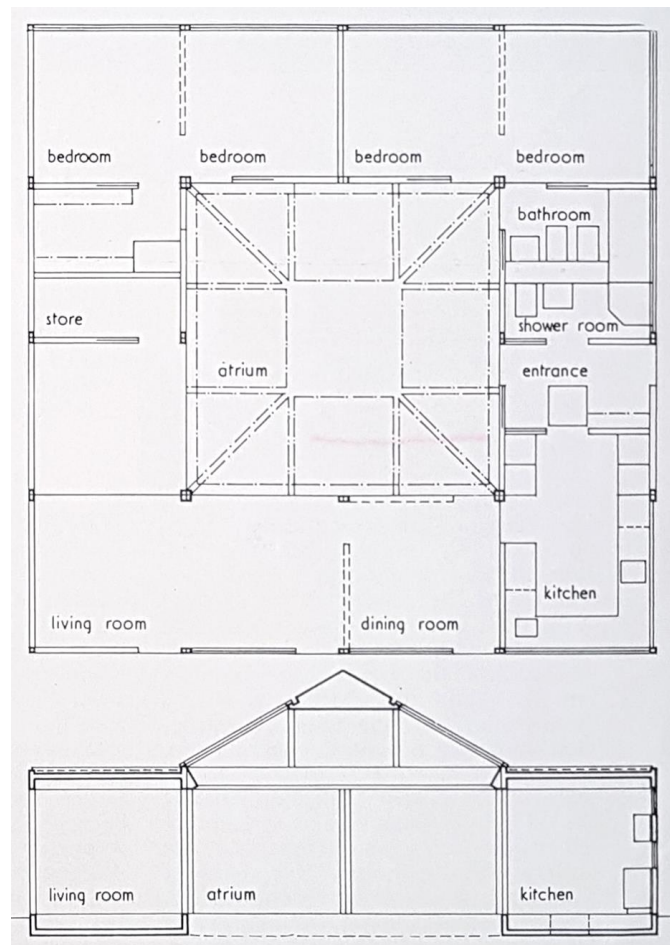 bedroom bedroom bedroom bedroom
bathroom
store
shower room
atrium entrance
kitchen
living room dining room
living room atrium kitchen